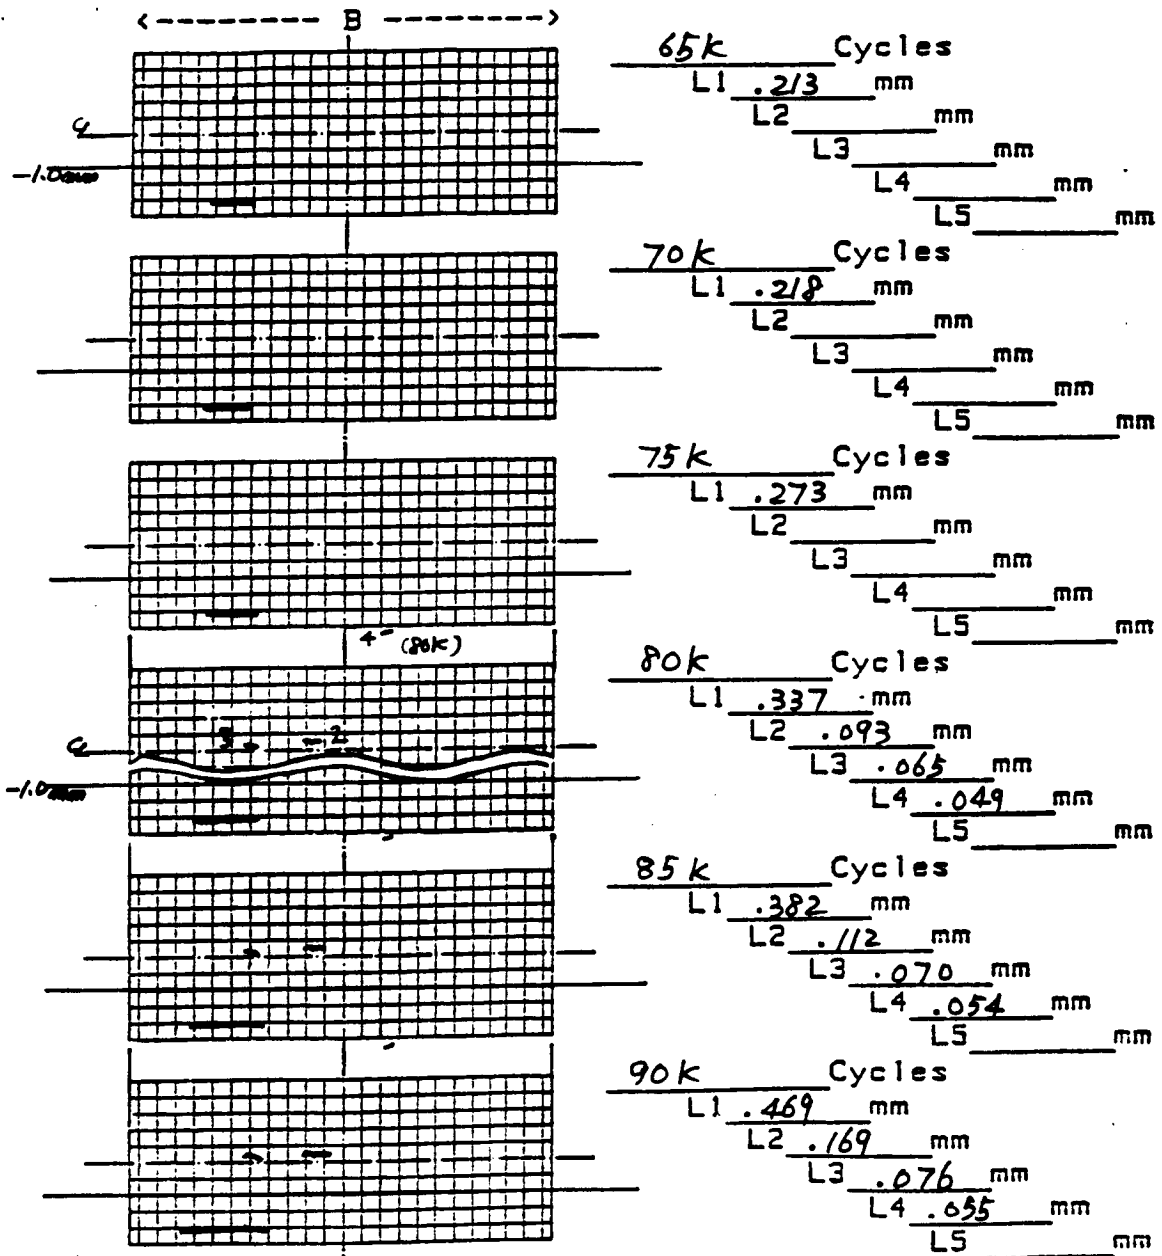 B
65K Cycles
L1 .213 mm
L2 mm
℄
L3 mm
-1.0mm
L4 mm
L5 mm
70K Cycles
L1 .218 mm
L2 mm
L3 mm
L4 mm
L5 mm
75K Cycles
L1 .273 mm
L2 mm
L3 mm
L4 mm
L5 mm
4 (80K)
80K Cycles
L1 .337 mm
3 2
L2 .093 mm
℄
L3 .065 mm
-1.0mm
L4 .049 mm
L5 mm
85K Cycles
L1 .382 mm
L2 .112 mm
L3 .070 mm
L4 .054 mm
L5 mm
90K Cycles
L1 .469 mm
L2 .169 mm
L3 .076 mm
L4 .055 mm
L5 mm